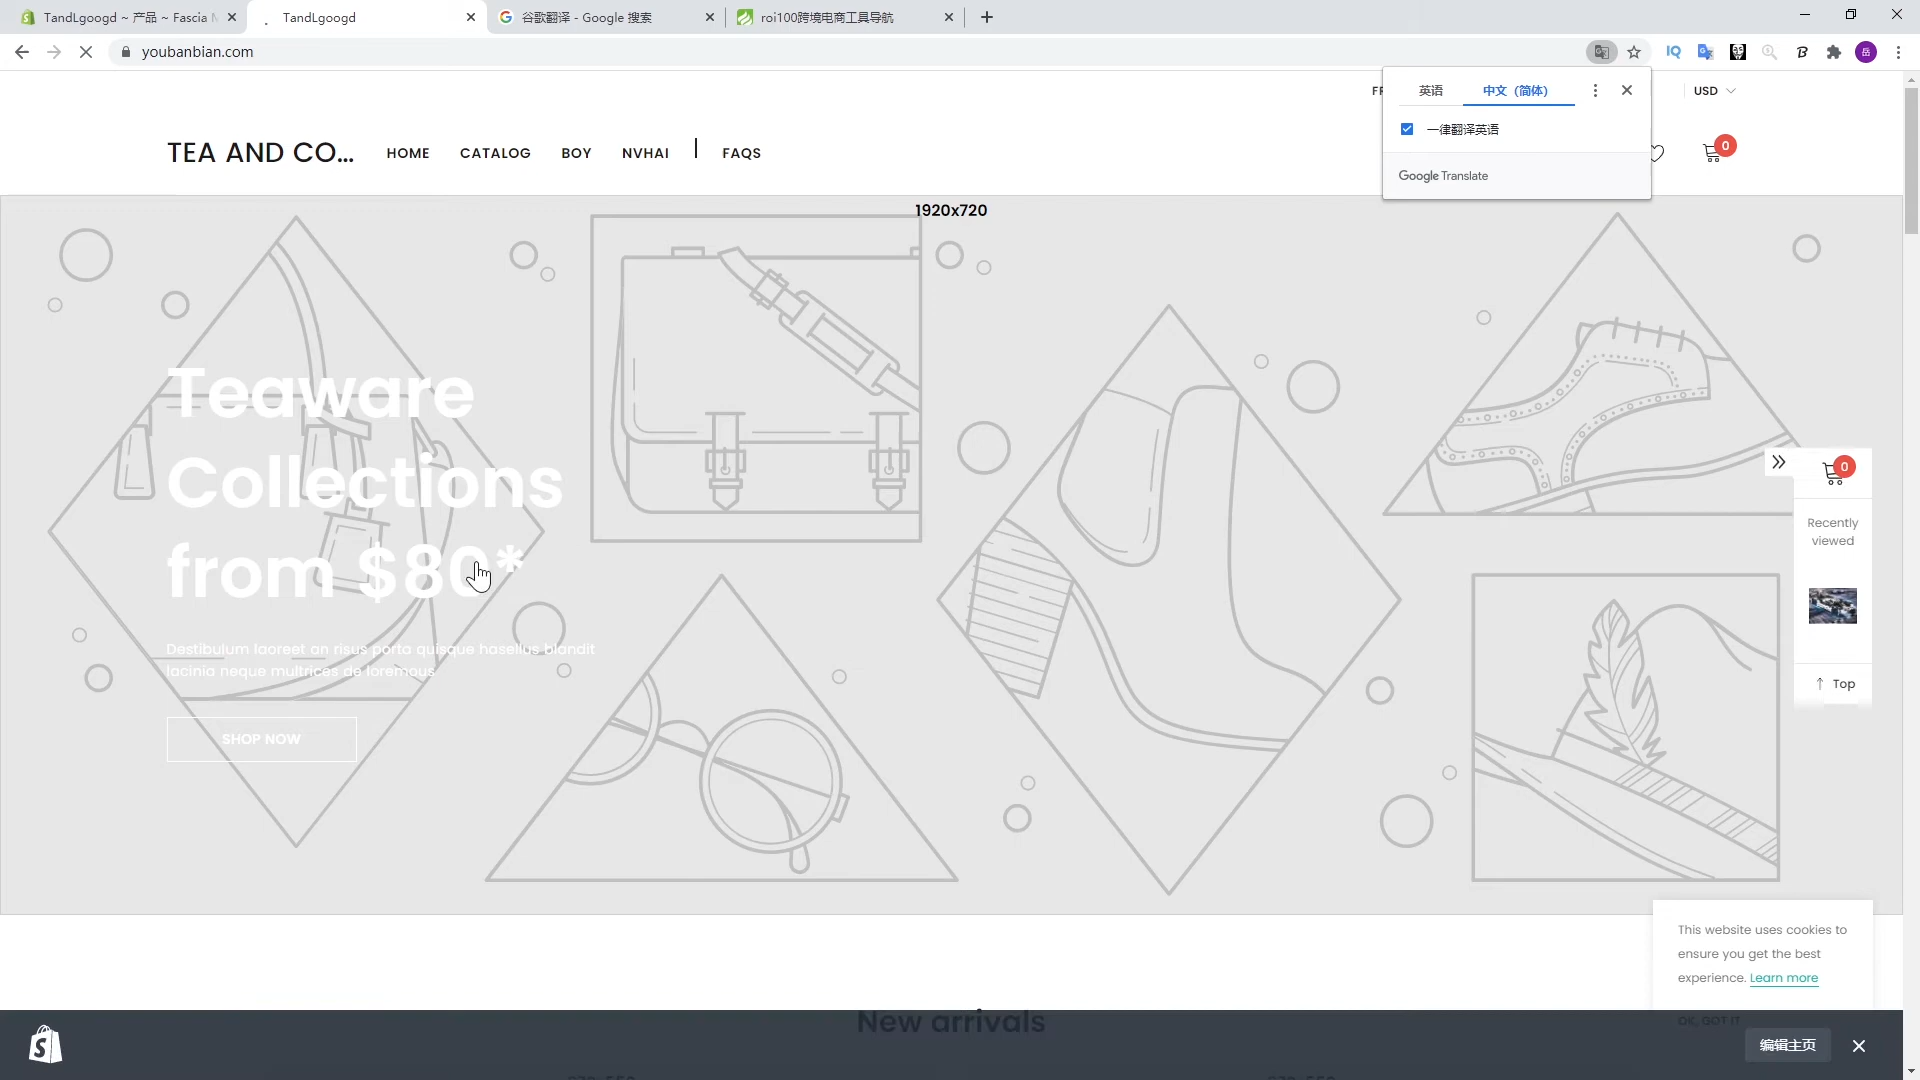 TandLgoogd ~ 产品 ~ Fascia
TandLgoogd
谷歌翻译 - Google 搜索
roi100跨境电商工具导航
youbanbian.com
英语
中文（简体）
一律翻译英语
Google Translate
USD
TEA AND CO...
HOME
CATALOG
BOY
NVHAI
FAQS
0
1920x720
Teaware
Collections
from $80*
Destibulum laoreet an risus porta quisque hasellus blandit
lacinia neque multrices de loremous
SHOP NOW
0
Recently
viewed
Top
This website uses cookies to
ensure you get the best
experience. Learn more
OK, GOT IT
New arrivals
编辑主页